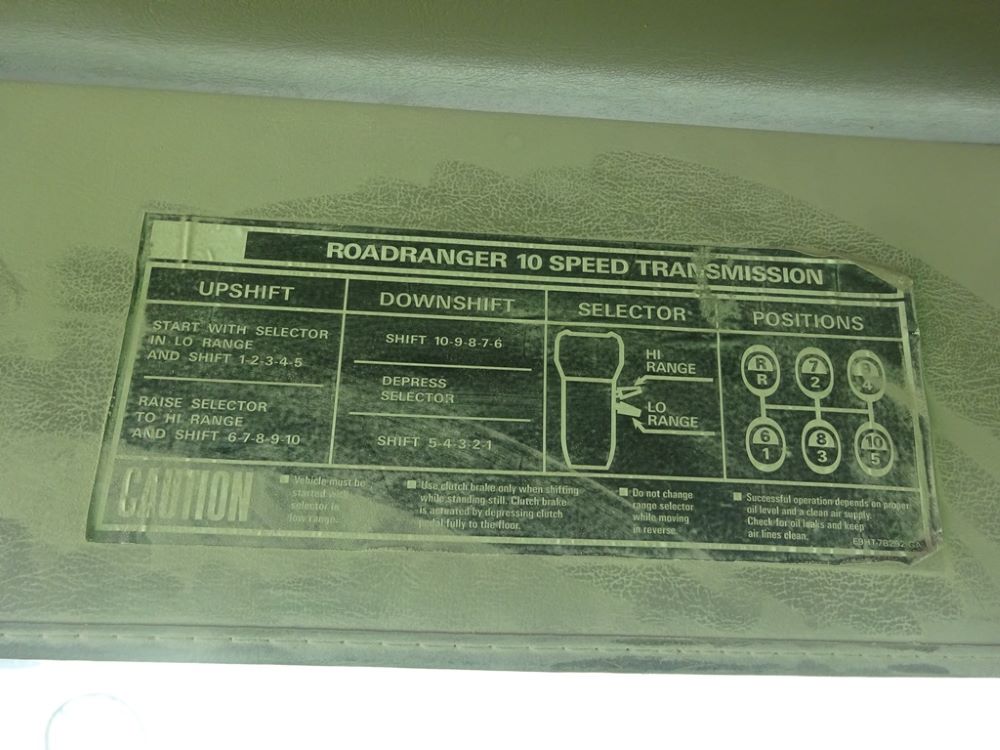 ROADRANGER 10 SPEED TRANSMISSION
UPSHIFT
START WITH SELECTOR
IN LO RANGE
AND SHIFT 1-2-3-4-5
RAISE SELECTOR
TO HI RANGE
AND SHIFT 6-7-8-9-10
DOWNSHIFT
SHIFT 10-9-8-7-6
DEPRESS
SELECTOR
SHIFT 5-4-3-2-1
SELECTOR
HI
RANGE
LO
RANGE
POSITIONS
R 7 9
R 2 4
6 8 10
1 3 5
CAUTION
Vehicle must be
started with
selector in
low range.
Use clutch brake only when shifting
while standing still. Clutch brake
is actuated by depressing clutch
pedal fully to the floor.
Do not change
range selector
while moving
in reverse.
Successful operation depends on proper
oil level and a clean air supply.
Check for oil leaks and keep
air lines clean.